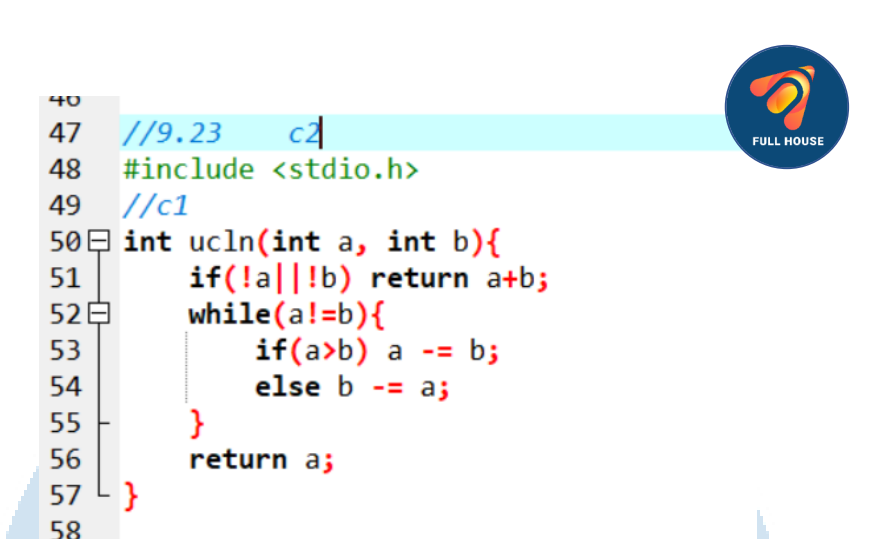 46
47 //9.23    c2
FULL HOUSE
48 #include <stdio.h>
49 //c1
50 int ucln(int a, int b){
51     if(!a||!b) return a+b;
52     while(a!=b){
53         if(a>b) a -= b;
54         else b -= a;
55     }
56     return a;
57 }
58